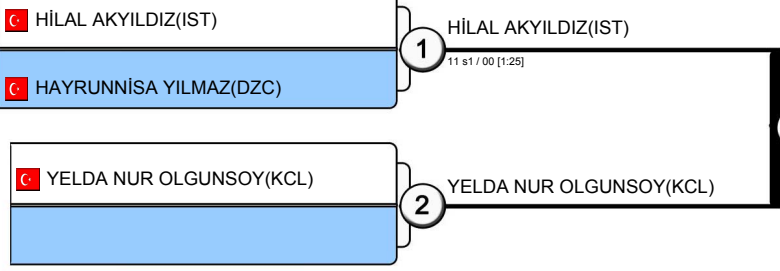 HİLAL AKYILDIZ(IST)
HAYRUNNİSA YILMAZ(DZC)
1
HİLAL AKYILDIZ(IST)
11 s1 / 00 [1:25]
YELDA NUR OLGUNSOY(KCL)
2
YELDA NUR OLGUNSOY(KCL)